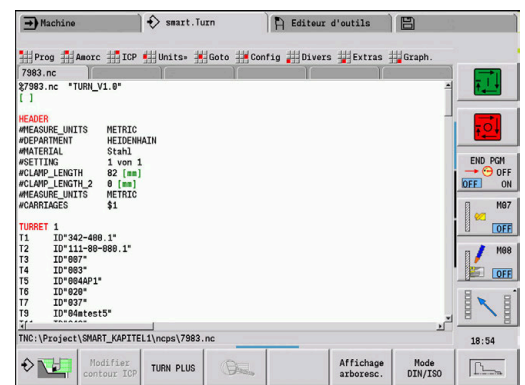 Machine
smart.Turn
Editeur d'outils
Prog Amorc ICP Units» Goto Config Divers Extras Graph.
7983.nc
%7983.nc "TURN_V1.0"
[ ]
HEADER
#MEASURE_UNITS METRIC
#DEPARTMENT HEIDENHAIN
#MATERIAL Stahl
#SETTING 1 von 1
#CLAMP_LENGTH 82 [mm]
#CLAMP_LENGTH_2 0 [mm]
#MEASURE_UNITS METRIC
#CARRIAGES $1
TURRET 1
T1 ID"342-400.1"
T2 ID"111-80-080.1"
T3 ID"007"
T4 ID"003"
T5 ID"004AP1"
T6 ID"020"
T7 ID"037"
T9 ID"04mtest5"
TNC:\Project\SMART_KAPITEL1\ncps\7983.nc
END PGM
OFF
OFF ON
M07
OFF
M08
OFF
18:54
Modifier
contour ICP
TURN PLUS
Affichage
arboresc.
Mode
DIN/ISO